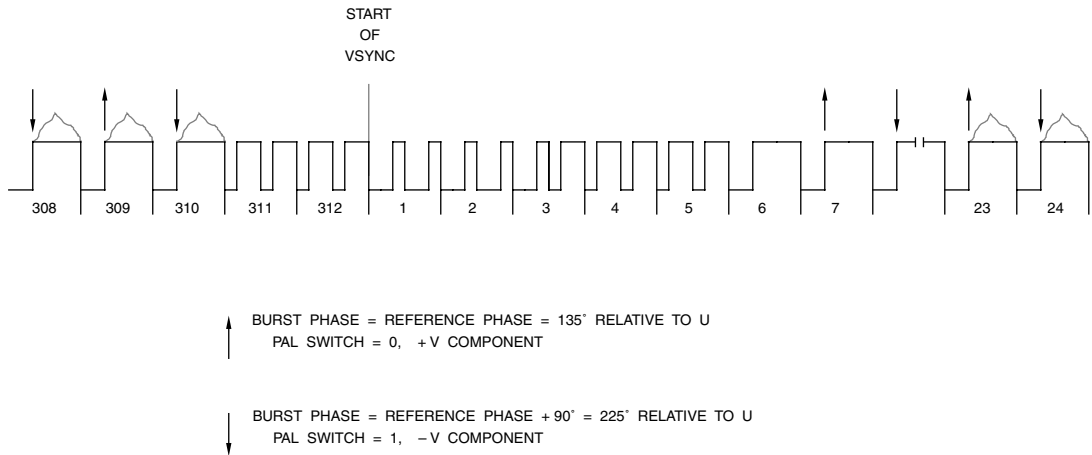 START
OF
VSYNC
308 309 310 311 312 1 2 3 4 5 6 7 23 24
BURST PHASE = REFERENCE PHASE = 135° RELATIVE TO U
PAL SWITCH = 0, +V COMPONENT
BURST PHASE = REFERENCE PHASE +90° = 225° RELATIVE TO U
PAL SWITCH = 1, –V COMPONENT